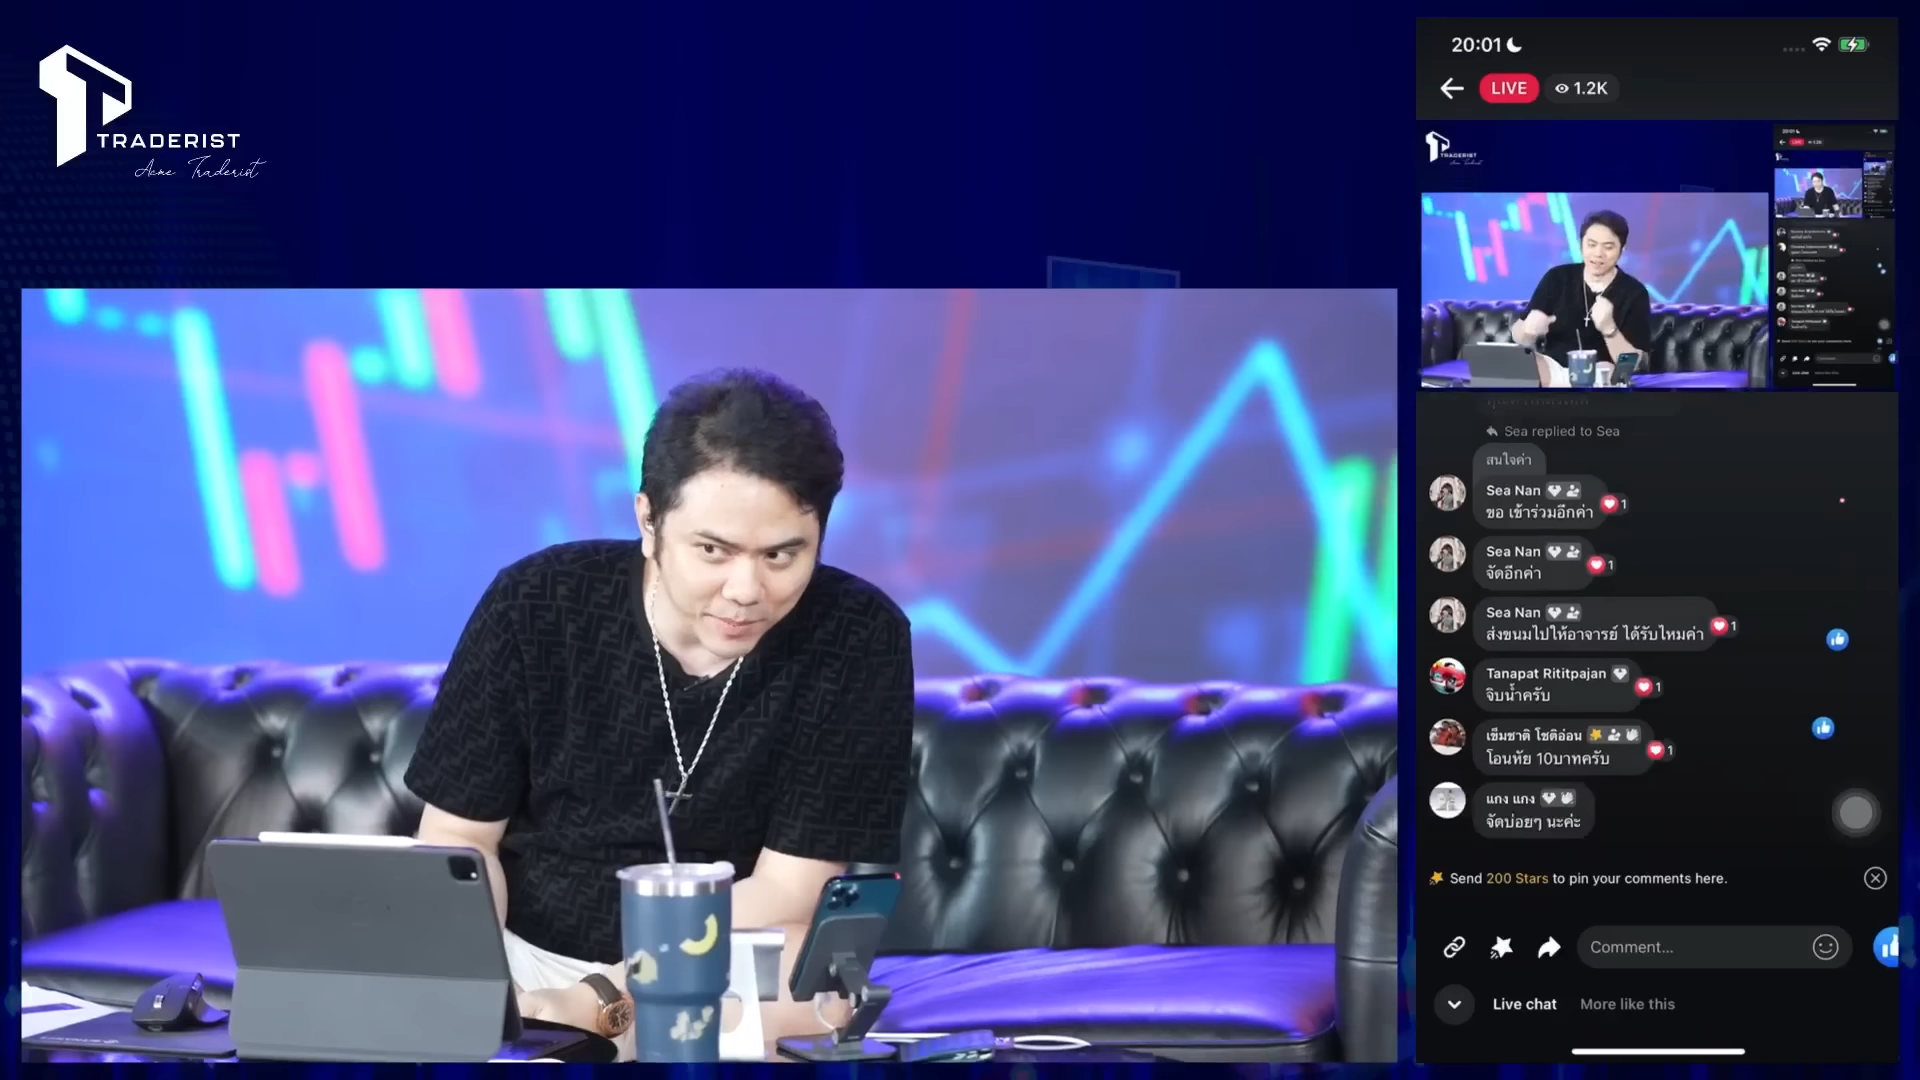 TRADERIST
Acme Traderist
20:01
LIVE
1.2K
TRADERIST
Sea replied to Sea
สนใจค่า
Sea Nan
ขอ เข้าร่วมอีกค่า
Sea Nan
จัดอีกค่า
Sea Nan
ส่งขนมไปให้อาจารย์ ได้รับไหมค่า
Tanapat Rititpajan
จิบน้ำครับ
เข็มชาติ โชติอ่อน
โอนทัย 10บาทครับ
แกง แกง
จัดบ่อยๆ นะค่ะ
Send 200 Stars to pin your comments here.
Comment...
Live chat
More like this